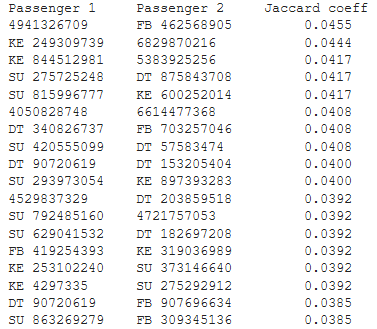 Passenger 1 Passenger 2 Jaccard coeff
4941326709 FB 462568905 0.0455
KE 249309739 6829870216 0.0444
KE 844512981 5383925256 0.0417
SU 275725248 DT 875843708 0.0417
SU 815996777 KE 600252014 0.0417
4050828748 6614477368 0.0408
DT 340826737 FB 703257046 0.0408
SU 420555099 DT 57583474 0.0408
DT 90720619 DT 153205404 0.0400
SU 293973054 KE 897393283 0.0400
4529837329 DT 203859518 0.0392
SU 792485160 4721757053 0.0392
SU 629041532 DT 182697208 0.0392
FB 419254393 KE 319036989 0.0392
KE 253102240 SU 373146640 0.0392
KE 4297335 SU 275292912 0.0392
DT 90720619 FB 907696634 0.0385
SU 863269279 FB 309345136 0.0385